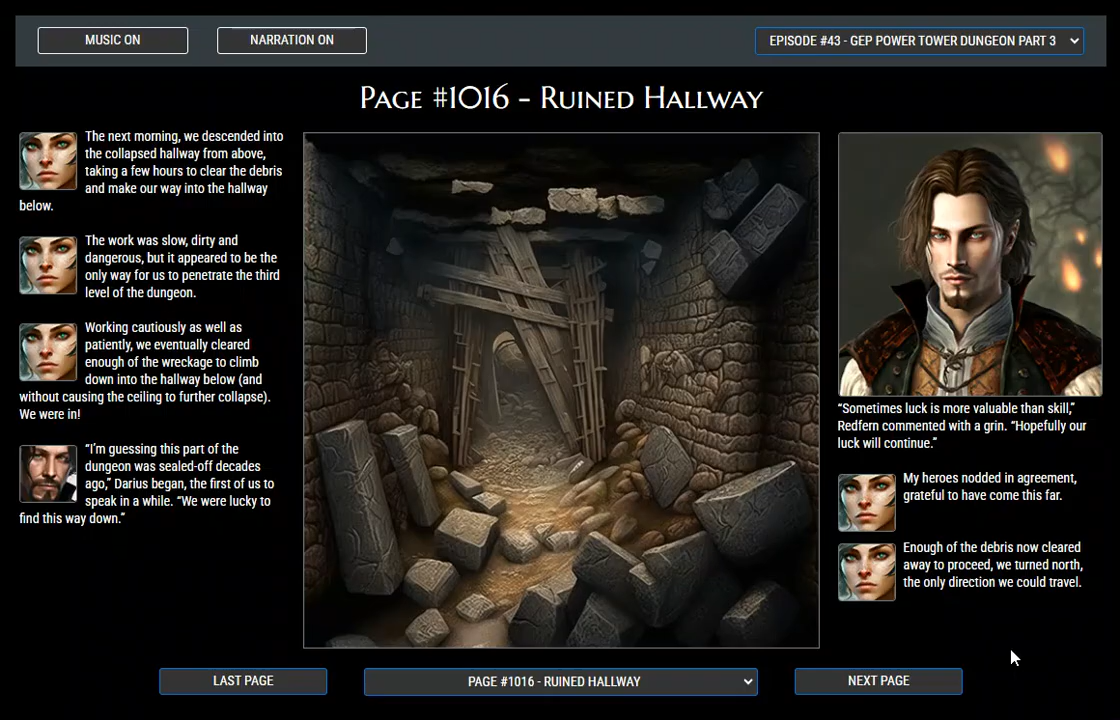 MUSIC ON
NARRATION ON
EPISODE #43 - GEP POWER TOWER DUNGEON PART 3
Page #1016 - Ruined Hallway
The next morning, we descended into
the collapsed hallway from above,
taking a few hours to clear the debris
and make our way into the hallway
below.
The work was slow, dirty and
dangerous, but it appeared to be the
only way for us to penetrate the third
level of the dungeon.
Working cautiously as well as
patiently, we eventually cleared
enough of the wreckage to climb
down into the hallway below (and
without causing the ceiling to further collapse).
We were in!
“I’m guessing this part of the
dungeon was sealed-off decades
ago,” Darius began, the first of us to
speak in a while. “We were lucky to
find this way down.”
“Sometimes luck is more valuable than skill,”
Redfern commented with a grin. “Hopefully our
luck will continue.”
My heroes nodded in agreement,
grateful to have come this far.
Enough of the debris now cleared
away to proceed, we turned north,
the only direction we could travel.
LAST PAGE
PAGE #1016 - RUINED HALLWAY
NEXT PAGE